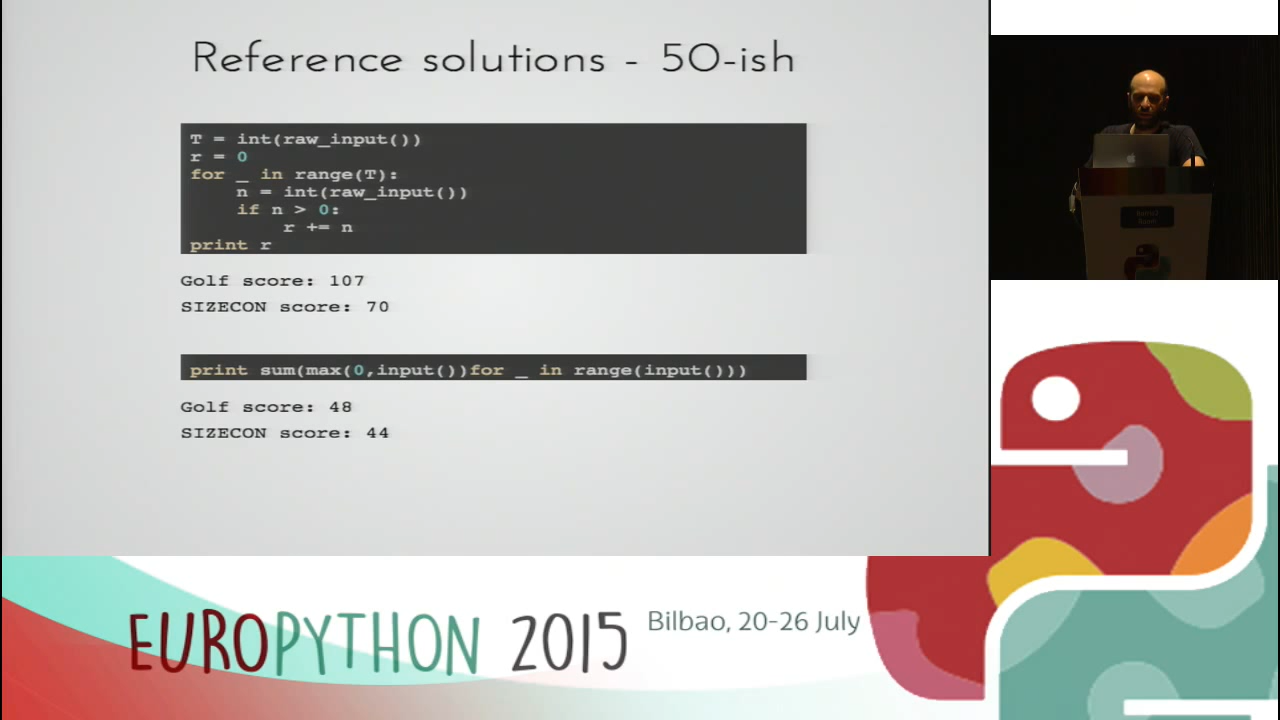 Reference solutions - 50-ish
T = int(raw_input())
r = 0
for _ in range(T):
    n = int(raw_input())
    if n > 0:
        r += n
print r
Golf score: 107
SIZECON score: 70
print sum(max(0,input())for _ in range(input()))
Golf score: 48
SIZECON score: 44
EUROPYTHON 2015
Bilbao, 20-26 July